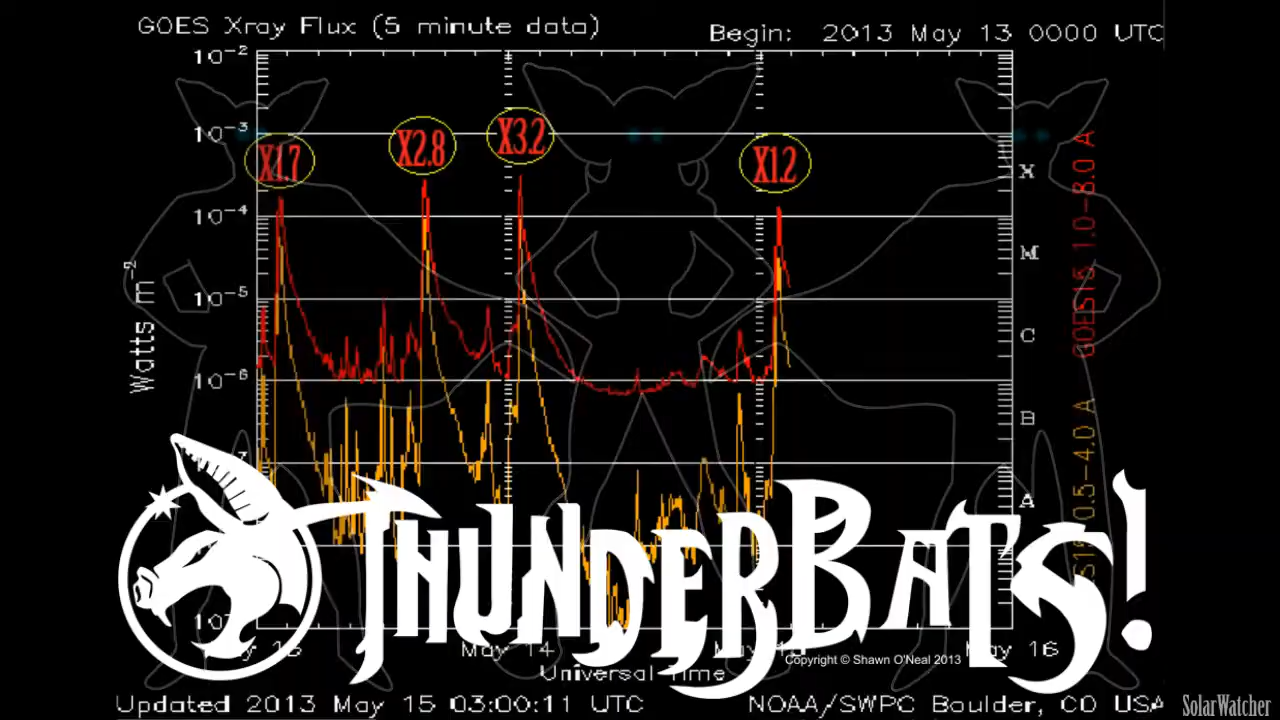 GOES Xray Flux (5 minute data)
Begin: 2013 May 13 0000 UTC
10-2
10-3
10-4
10-5
10-6
Watts m-2
X1.7
X2.8
X3.2
X1.2
X
M
C
B
A
GOES15 1.0-8.0 A
0.5-4.0 A
THUNDERBATS!
May 14
May 16
Copyright © Shawn O'Neal 2013
Universal Time
Updated 2013 May 15 03:00:11 UTC
NOAA/SWPC Boulder, CO USA
SolarWatcher